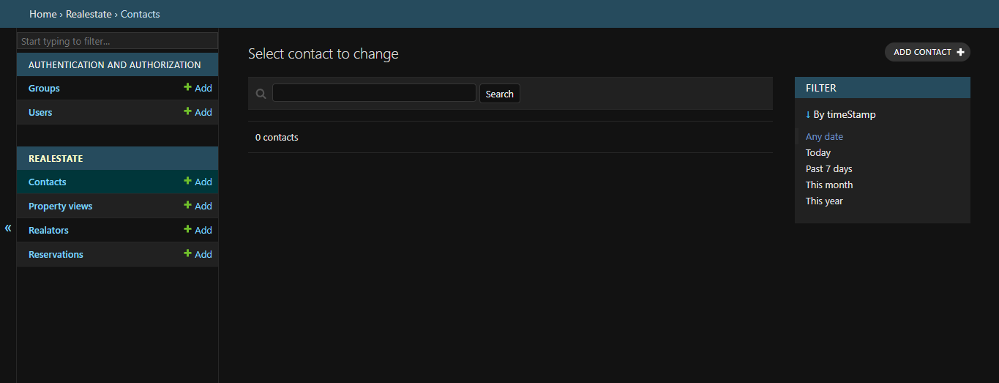 Home › Realestate › Contacts
Start typing to filter...
AUTHENTICATION AND AUTHORIZATION
Groups + Add
Users + Add
REALESTATE
Contacts + Add
Property views + Add
Realators + Add
Reservations + Add
«
Select contact to change
ADD CONTACT +
Search
0 contacts
FILTER
↓ By timeStamp
Any date
Today
Past 7 days
This month
This year